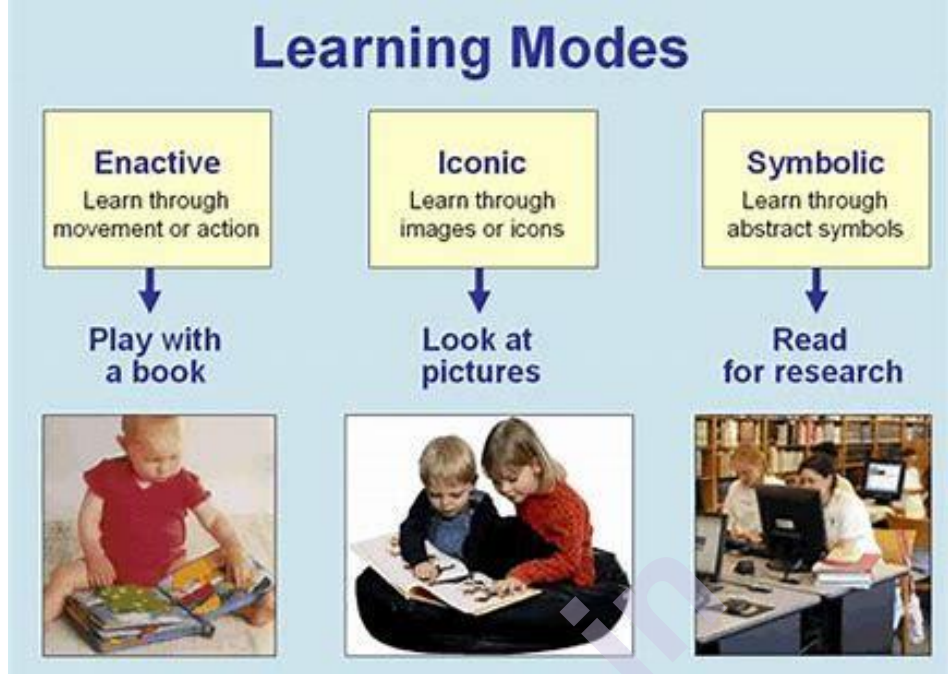 Learning Modes
Enactive
Learn through
movement or action
Iconic
Learn through
images or icons
Symbolic
Learn through
abstract symbols
Play with
a book
Look at
pictures
Read
for research
in